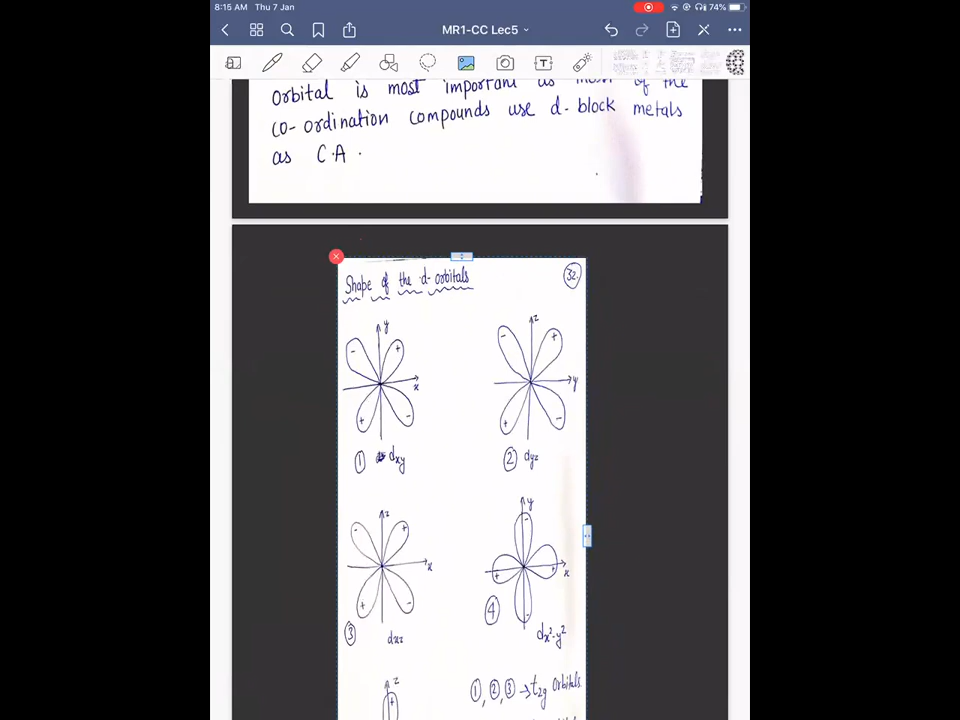 8:15 AM Thu 7 Jan
74%
MR1-CC Lec5
T
Orbital is most important as of the
co-ordination compounds use d-block metals
as C.A.
Shape of the d-orbitals
32.
y
- +
x
+ -
1 dxy
z
- +
y
+ -
2 dyz
z
- +
x
+ -
3 dxz
y
-
+ +
x
-
4
dx²-y²
z
+
1, 2, 3 → t2g orbitals.